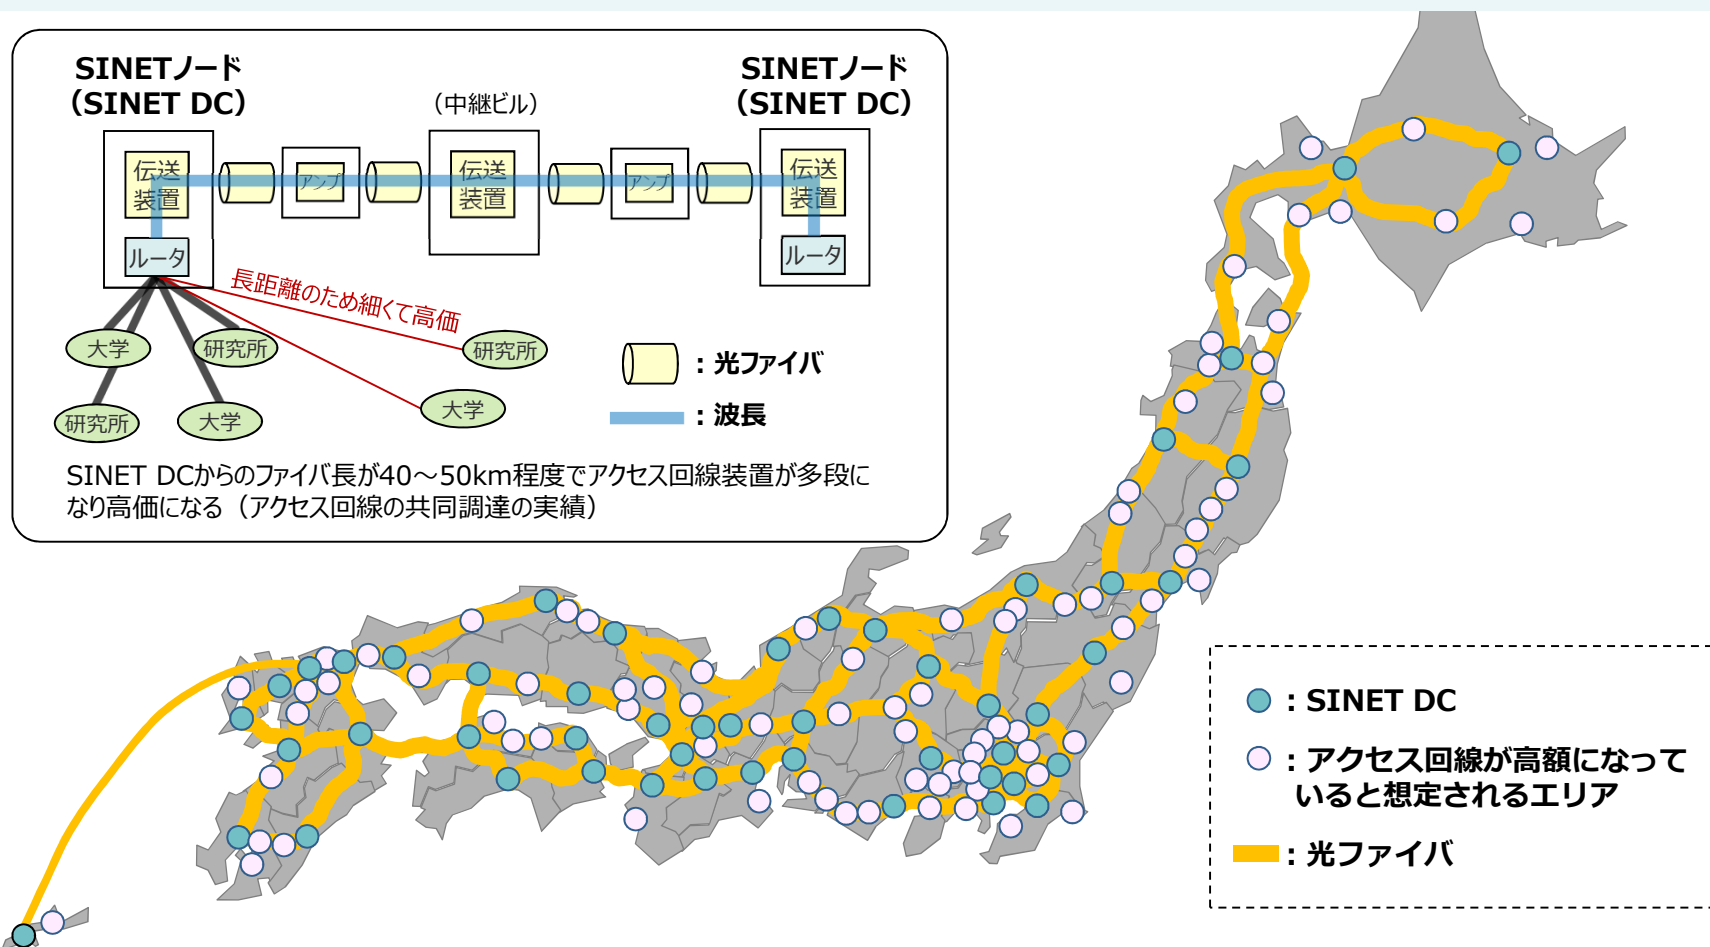 SINETノード
（SINET DC）
（中継ビル）
SINETノード
（SINET DC）
伝送
装置
アンプ
伝送
装置
アンプ
伝送
装置
ルータ
ルータ
長距離のため細くて高価
大学
研究所
研究所
研究所
大学
大学
：光ファイバ
：波長
SINET DCからのファイバ長が40～50km程度でアクセス回線装置が多段に
なり高価になる（アクセス回線の共同調達の実績）
：SINET DC
：アクセス回線が高額になって
いると想定されるエリア
：光ファイバ